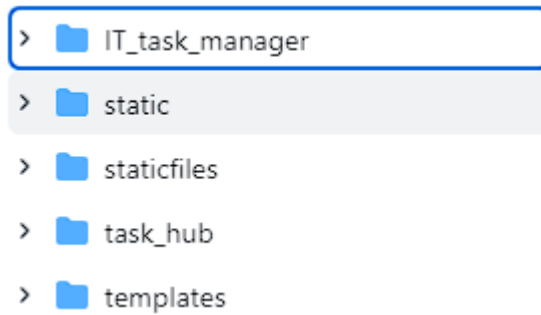 IT_task_manager
static
staticfiles
task_hub
templates